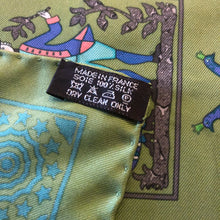 MADE IN FRANCE
SOIE 100% SILK
DRY CLEAN ONLY